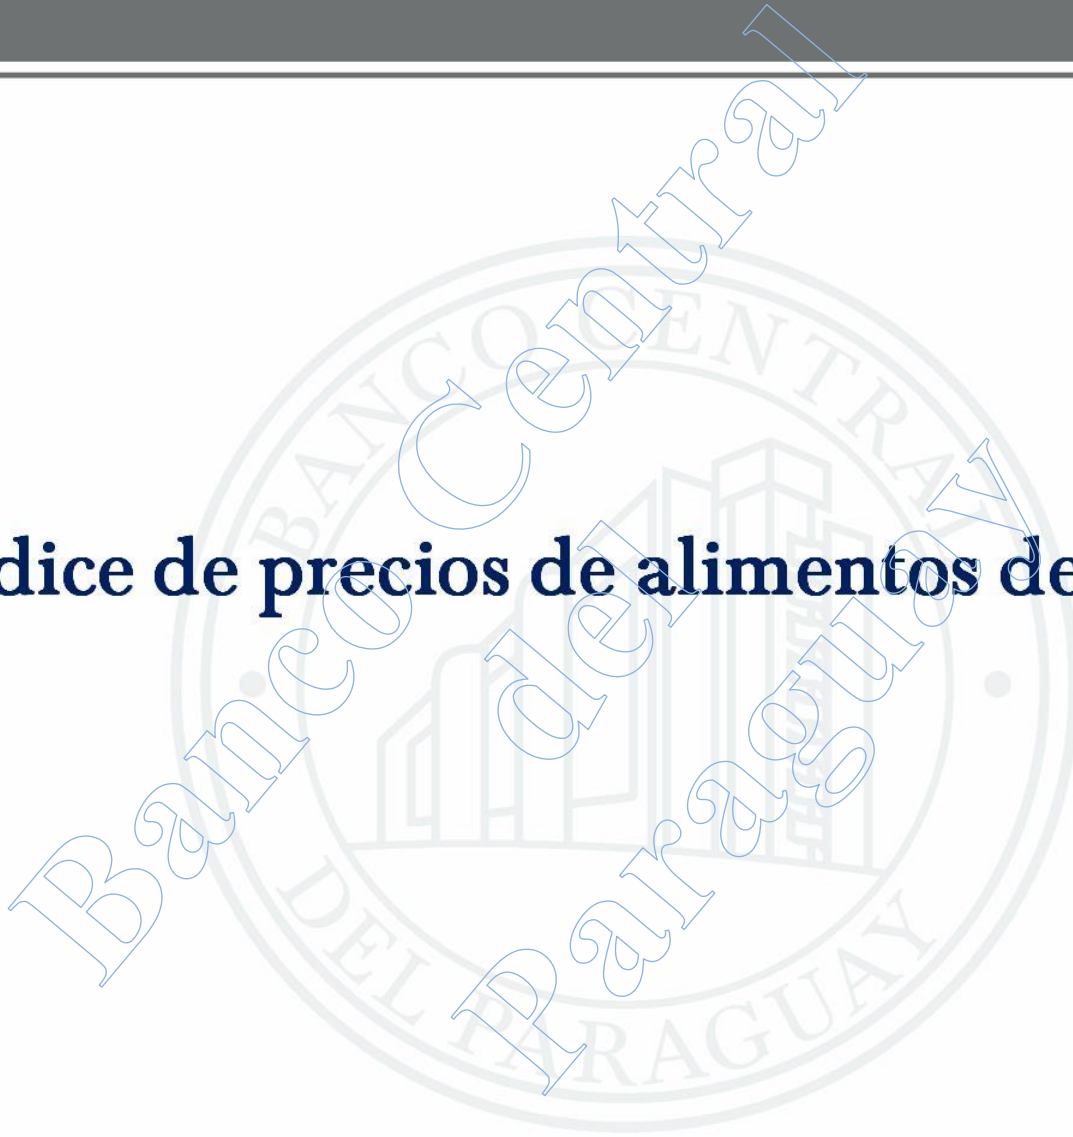 BANCO CENTRAL
dice de precios de alimentos de
DEL PARAGUAY
Banco Central
del
Paraguay